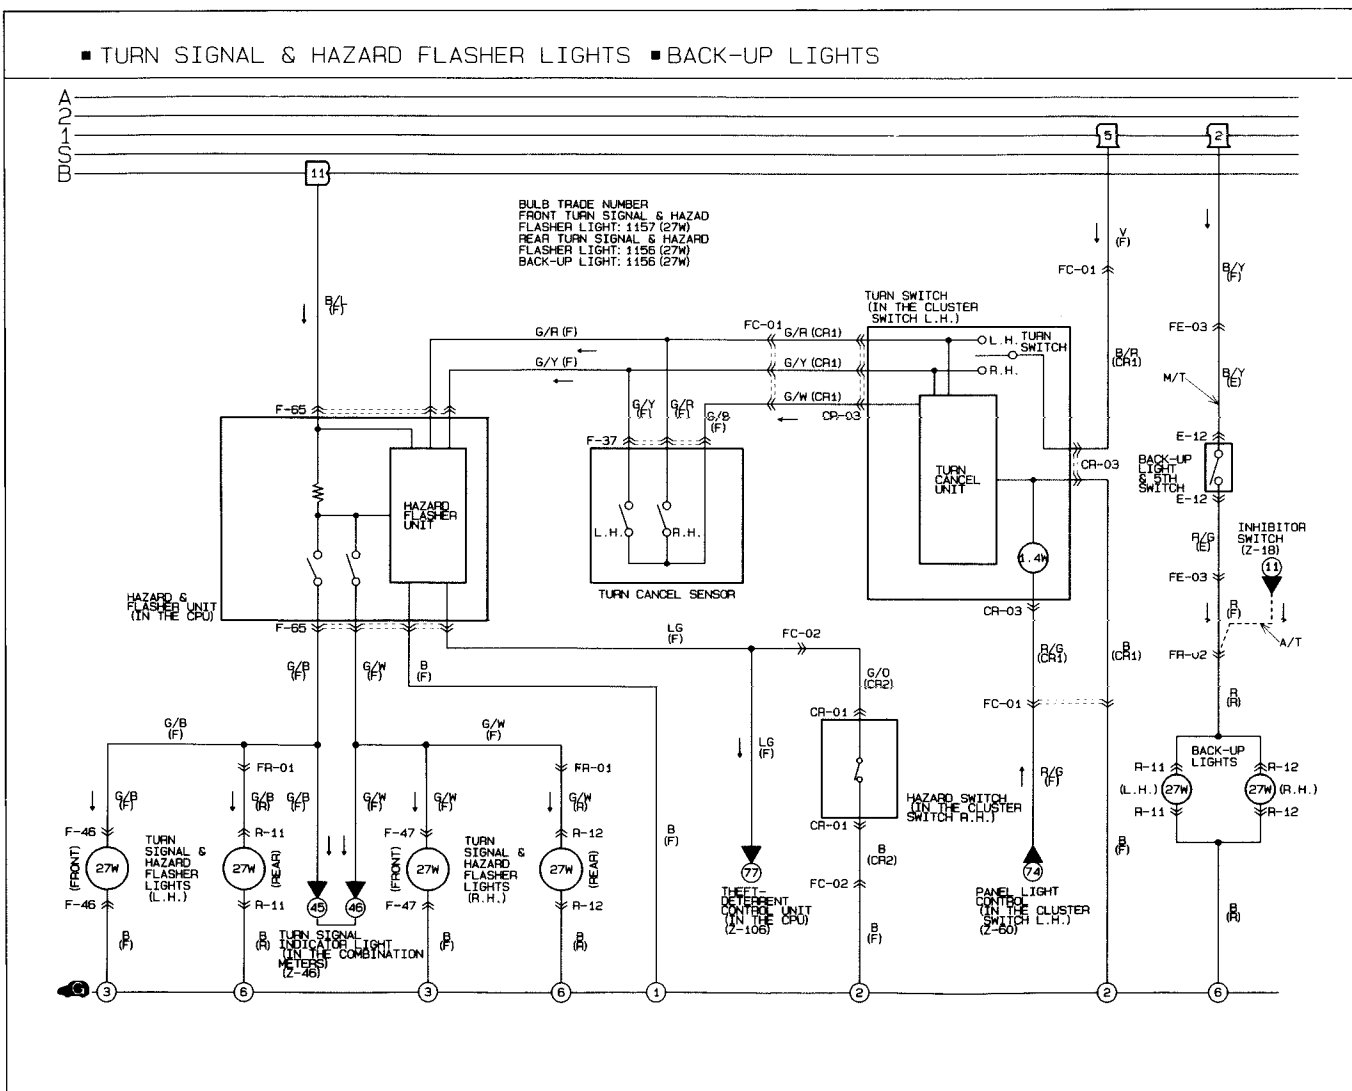 ■ TURN SIGNAL & HAZARD FLASHER LIGHTS ■ BACK-UP LIGHTS
A
2
1
S
B
11
5
2
BULB TRADE NUMBER
FRONT TURN SIGNAL & HAZAD
FLASHER LIGHT: 1157 (27W)
REAR TURN SIGNAL & HAZARD
FLASHER LIGHT: 1156 (27W)
BACK-UP LIGHT: 1156 (27W)
V
(F)
FC-01
B/Y
(F)
B/L
(F)
TURN SWITCH
(IN THE CLUSTER
SWITCH L.H.)
G/R (F)
FC-01
G/R (CR1)
L.H.
TURN
SWITCH
FE-03
G/Y (F)
G/Y (CR1)
R.H.
B/R
(CR1)
B/Y
(E)
M/T
G/W (CR1)
F-65
G/Y
(F)
G/R
(F)
G/B
(F)
CR-03
F-37
E-12
CR-03
BACK-UP
LIGHT
& 5TH
SWITCH
TURN
CANCEL
UNIT
E-12
HAZARD
FLASHER
UNIT
L.H.
R.H.
R/G
(E)
INHIBITOR
SWITCH
(Z-18)
11
1.4W
FE-03
TURN CANCEL SENSOR
HAZARD &
FLASHER UNIT
(IN THE CPU)
CR-03
R
(F)
F-65
LG
(F)
FC-02
A/T
R/G
(CR1)
B
(CR1)
FR-02
G/B
(F)
G/W
(F)
B
(F)
G/O
(CR2)
R
(R)
FC-01
CR-01
G/B
(F)
G/W
(F)
LG
(F)
BACK-UP
LIGHTS
FR-01
FR-01
R/G
(F)
R-11
R-12
G/B
(F)
G/B
(R)
G/B
(F)
G/W
(F)
G/W
(F)
G/W
(R)
(L.H.)
27W
27W
(R.H.)
HAZARD SWITCH
(IN THE CLUSTER
SWITCH R.H.)
R-11
R-12
CR-01
F-46
R-11
F-47
R-12
B
(F)
B
(F)
TURN
SIGNAL &
HAZARD
FLASHER
LIGHTS
(L.H.)
TURN
SIGNAL &
HAZARD
FLASHER
LIGHTS
(R.H.)
B
(CR2)
(FRONT)
27W
27W
(REAR)
(FRONT)
27W
27W
(REAR)
77
74
FC-02
F-46
R-11
45
46
F-47
R-12
THEFT-
DETERRENT
CONTROL UNIT
(IN THE CPU)
(Z-106)
PANEL LIGHT
CONTROL
(IN THE CLUSTER
SWITCH L.H.)
(Z-60)
B
(R)
B
(F)
B
(R)
TURN SIGNAL
INDICATOR LIGHT
(IN THE COMBINATION
METERS)
(Z-46)
B
(F)
B
(R)
B
(F)
G
3
6
3
6
1
2
2
6